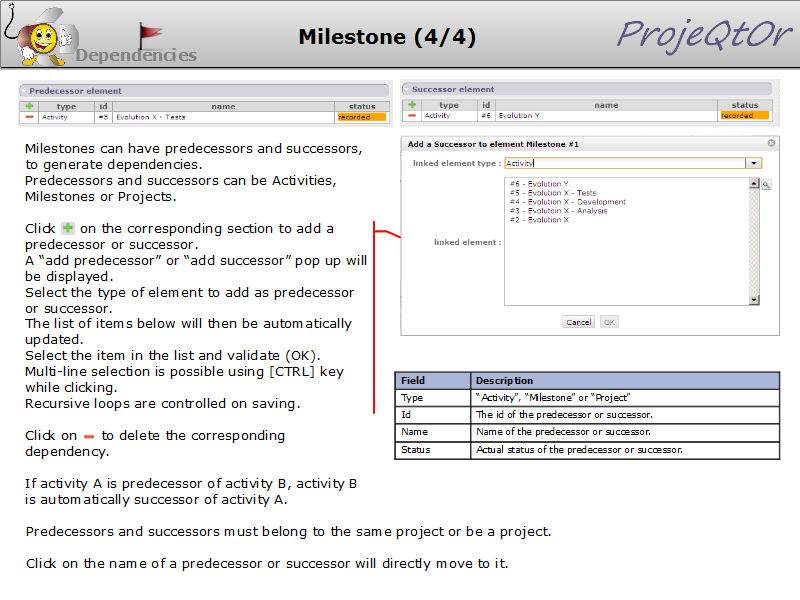 Dependencies
Milestone (4/4)
ProjeQtOr
Predecessor element
type id name status
Activity #5 Evolution X - Tests recorded
Successor element
type id name status
Activity #6 Evolution Y recorded
Milestones can have predecessors and successors,
to generate dependencies.
Predecessors and successors can be Activities,
Milestones or Projects.
Click on the corresponding section to add a
predecessor or successor.
A “add predecessor” or “add successor” pop up will
be displayed.
Select the type of element to add as predecessor
or successor.
The list of items below will then be automatically
updated.
Select the item in the list and validate (OK).
Multi-line selection is possible using [CTRL] key
while clicking.
Recursive loops are controlled on saving.
Click on to delete the corresponding
dependency.
If activity A is predecessor of activity B, activity B
is automatically successor of activity A.
Predecessors and successors must belong to the same project or be a project.
Click on the name of a predecessor or successor will directly move to it.
Add a Successor to element Milestone #1
linked element type : Activity
#6 - Evolution Y
#5 - Evolution X - Tests
#4 - Evolution X - Development
#3 - Evolution X - Analysis
#2 - Evolution X
linked element :
Cancel OK
Field Description
Type “Activity”, “Milestone” or “Project”
Id The id of the predecessor or successor.
Name Name of the predecessor or successor.
Status Actual status of the predecessor or successor.